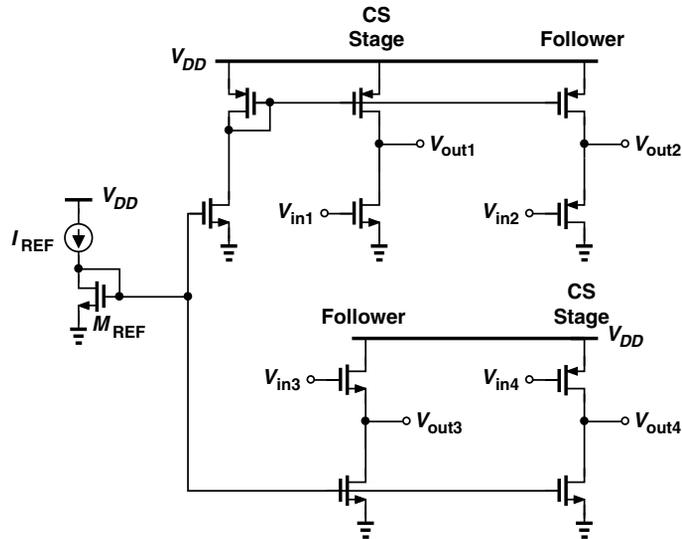 CS
Stage
Follower
VDD
Vout1
Vout2
Vin1
Vin2
VDD
IREF
MREF
CS
Stage
Follower
VDD
Vin3
Vin4
Vout3
Vout4